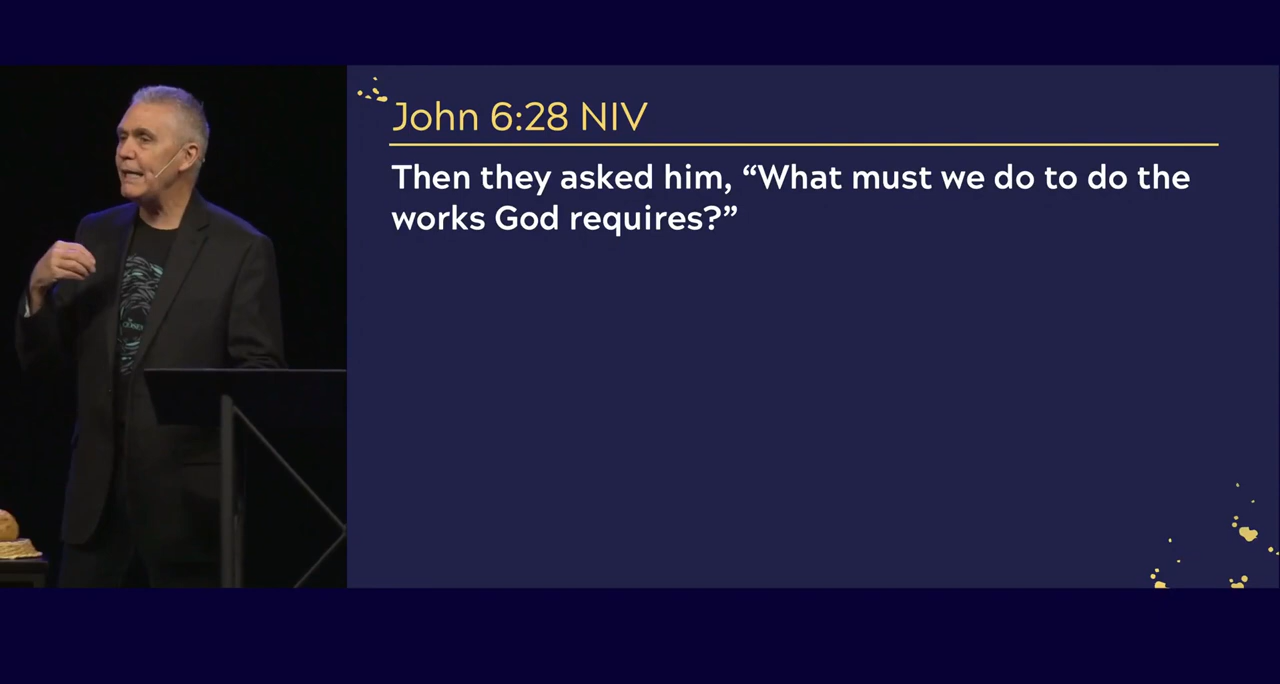 John 6:28 NIV
Then they asked him, “What must we do to do the
works God requires?”